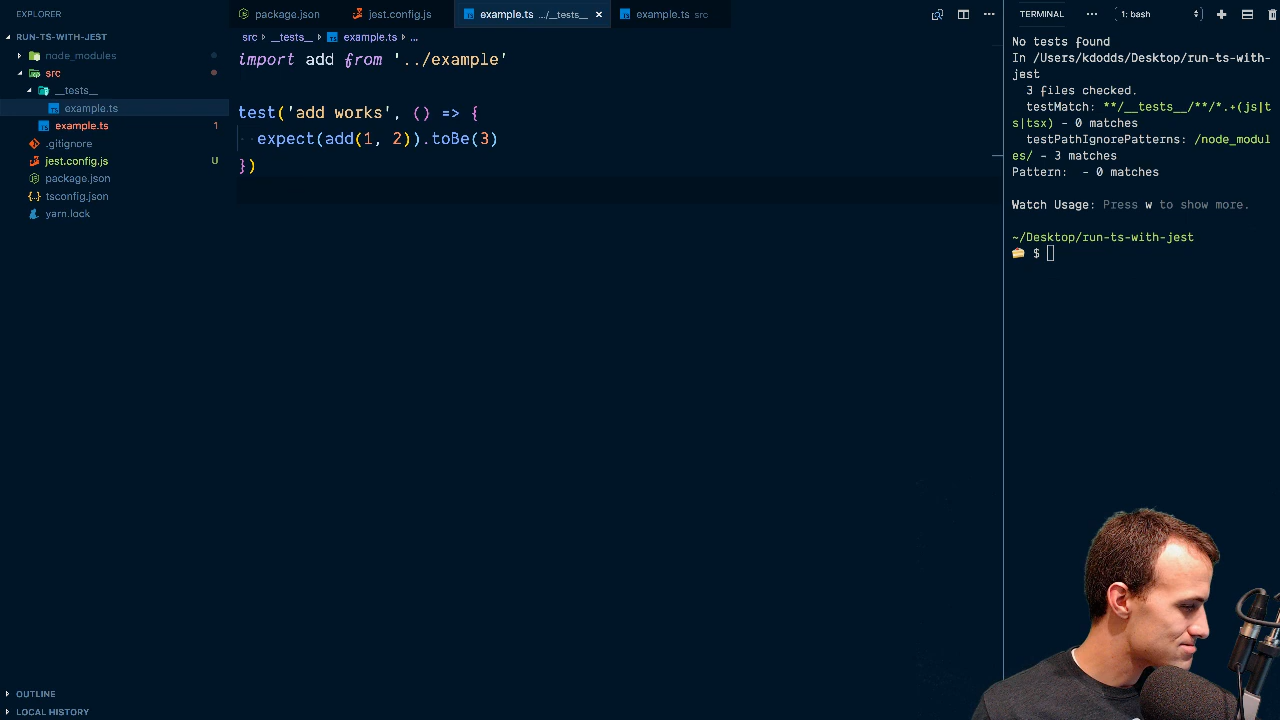 EXPLORER
RUN-TS-WITH-JEST
node_modules
src
__tests__
example.ts
example.ts 1
.gitignore
jest.config.js U
package.json
tsconfig.json
yarn.lock
OUTLINE
LOCAL HISTORY
package.json jest.config.js example.ts .../__tests__ × example.ts src
src › __tests__ › example.ts › ...
import add from '../example'
test('add works', () => {
expect(add(1, 2)).toBe(3)
})
TERMINAL ... 1: bash
No tests found
In /Users/kdodds/Desktop/run-ts-with-
jest
3 files checked.
testMatch: **/__tests__/**/*.+(js|t
s|tsx) - 0 matches
testPathIgnorePatterns: /node_modul
es/ - 3 matches
Pattern:  - 0 matches
Watch Usage: Press w to show more.
~/Desktop/run-ts-with-jest
$